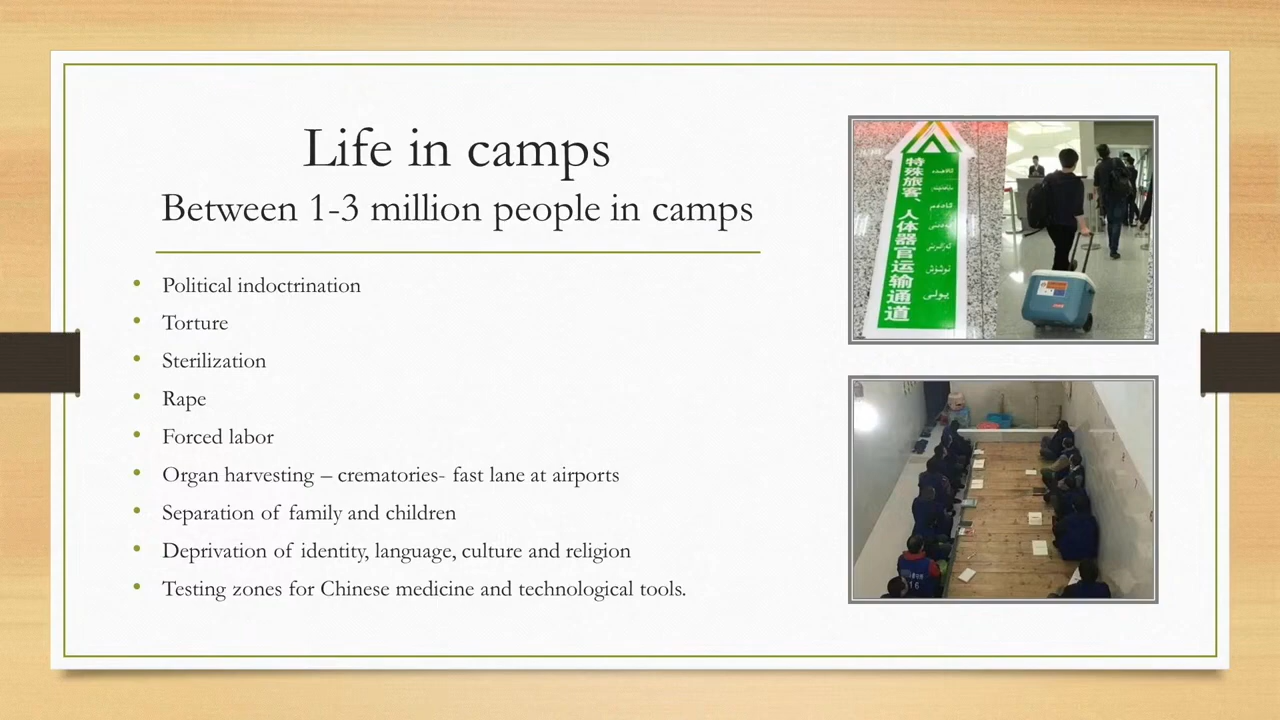 Life in camps
Between 1-3 million people in camps
• Political indoctrination
• Torture
• Sterilization
• Rape
• Forced labor
• Organ harvesting – crematories- fast lane at airports
• Separation of family and children
• Deprivation of identity, language, culture and religion
• Testing zones for Chinese medicine and technological tools.
特殊旅客、人体器官运输通道
يولى
16